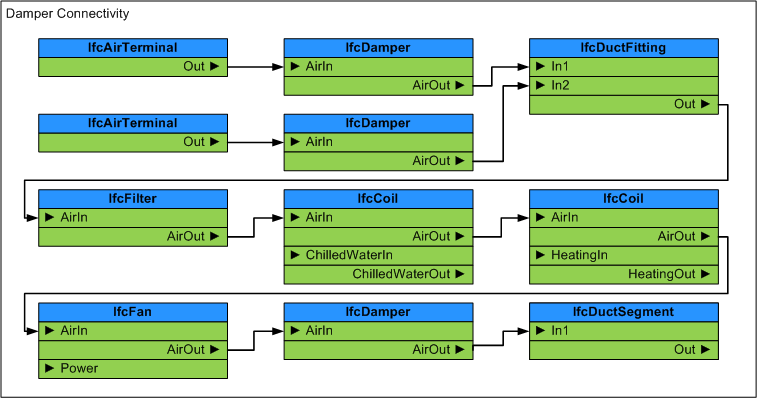 Damper Connectivity
IfcAirTerminal
Out ►
IfcDamper
► AirIn
AirOut ►
IfcDuctFitting
► In1
► In2
Out ►
IfcAirTerminal
Out ►
IfcDamper
► AirIn
AirOut ►
IfcFilter
► AirIn
AirOut ►
IfcCoil
► AirIn
AirOut ►
► ChilledWaterIn
ChilledWaterOut ►
IfcCoil
► AirIn
AirOut ►
► HeatingIn
HeatingOut ►
IfcFan
► AirIn
AirOut ►
► Power
IfcDamper
► AirIn
AirOut ►
IfcDuctSegment
► In1
Out ►